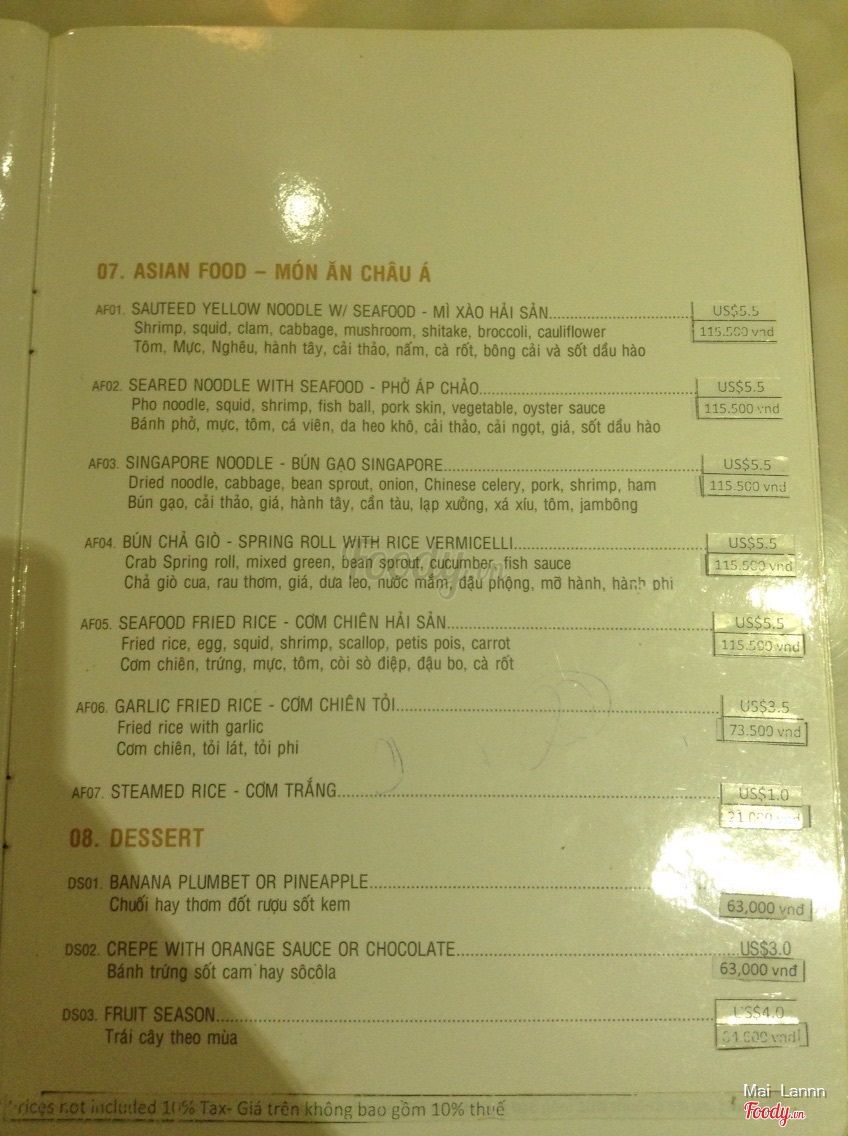 07. ASIAN FOOD – MÓN ĂN CHÂU Á
AF01. SAUTEED YELLOW NOODLE W/ SEAFOOD - MÌ XÀO HẢI SẢN US$5.5
Shrimp, squid, clam, cabbage, mushroom, shitake, broccoli, cauliflower 115.500 vnd
Tôm, Mực, Nghêu, hành tây, cải thảo, nấm, cà rốt, bông cải và sốt dầu hào
AF02. SEARED NOODLE WITH SEAFOOD - PHỞ ÁP CHẢO US$5.5
Pho noodle, squid, shrimp, fish ball, pork skin, vegetable, oyster sauce 115.500 vnd
Bánh phở, mực, tôm, cá viên, da heo khô, cải thảo, cải ngọt, giá, sốt dầu hào
AF03. SINGAPORE NOODLE - BÚN GẠO SINGAPORE US$5.5
Dried noodle, cabbage, bean sprout, onion, Chinese celery, pork, shrimp, ham 115.500 vnd
Bún gạo, cải thảo, giá, hành tây, cần tàu, lạp xưởng, xá xíu, tôm, jambông
AF04. BÚN CHẢ GIÒ - SPRING ROLL WITH RICE VERMICELLI US$5.5
Crab Spring roll, mixed green, bean sprout, cucumber, fish sauce 115.500 vnd
Chả giò cua, rau thơm, giá, dưa leo, nước mắm, đậu phộng, mỡ hành, hành phi
AF05. SEAFOOD FRIED RICE - CƠM CHIÊN HẢI SẢN US$5.5
Fried rice, egg, squid, shrimp, scallop, petis pois, carrot 115.500 vnd
Cơm chiên, trứng, mực, tôm, còi sò điệp, đậu bo, cà rốt
AF06. GARLIC FRIED RICE - CƠM CHIÊN TỎI US$3.5
Fried rice with garlic 73.500 vnd
Cơm chiên, tỏi lát, tỏi phi
AF07. STEAMED RICE - CƠM TRẮNG US$1.0
21.000 vnd
08. DESSERT
DS01. BANANA PLUMBET OR PINEAPPLE
Chuối hay thơm đốt rượu sốt kem 63,000 vnđ
DS02. CREPE WITH ORANGE SAUCE OR CHOCOLATE US$3.0
Bánh trứng sốt cam hay sôcôla 63,000 vnđ
DS03. FRUIT SEASON US$4.0
Trái cây theo mùa
Prices not included 10% Tax- Giá trên không bao gồm 10% thuế
Mai Lannn
Foody.vn